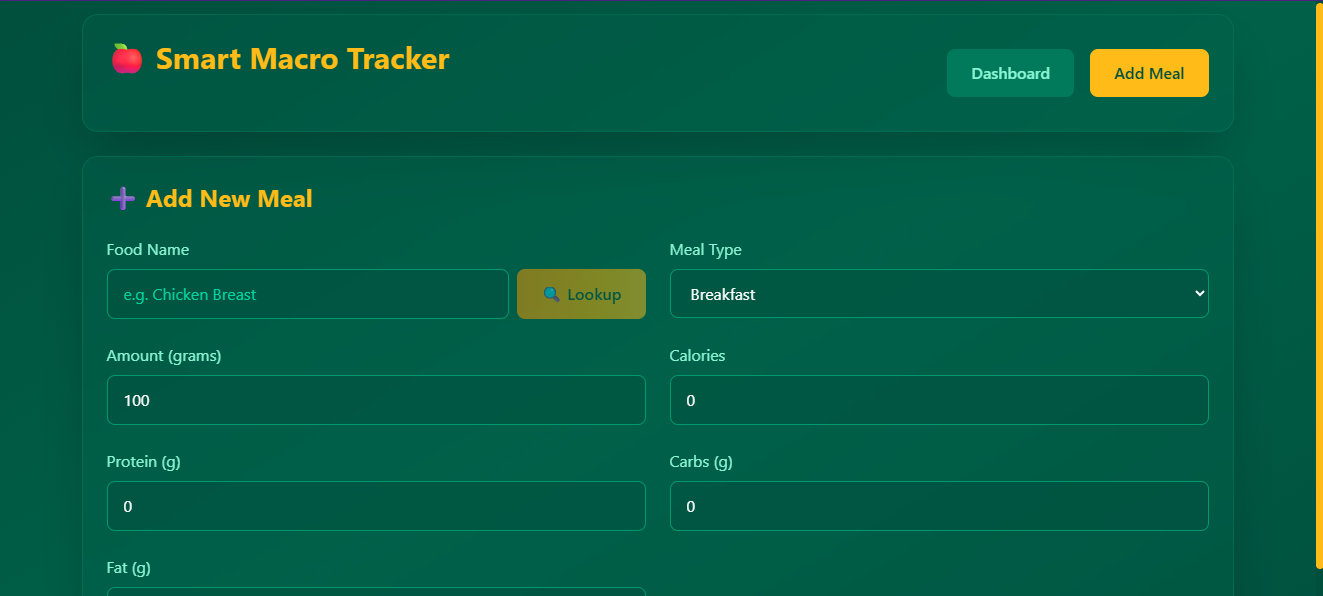 Smart Macro Tracker
Dashboard
Add Meal
Add New Meal
Food Name
Meal Type
e.g. Chicken Breast
Lookup
Breakfast
Amount (grams)
Calories
100
0
Protein (g)
Carbs (g)
0
0
Fat (g)